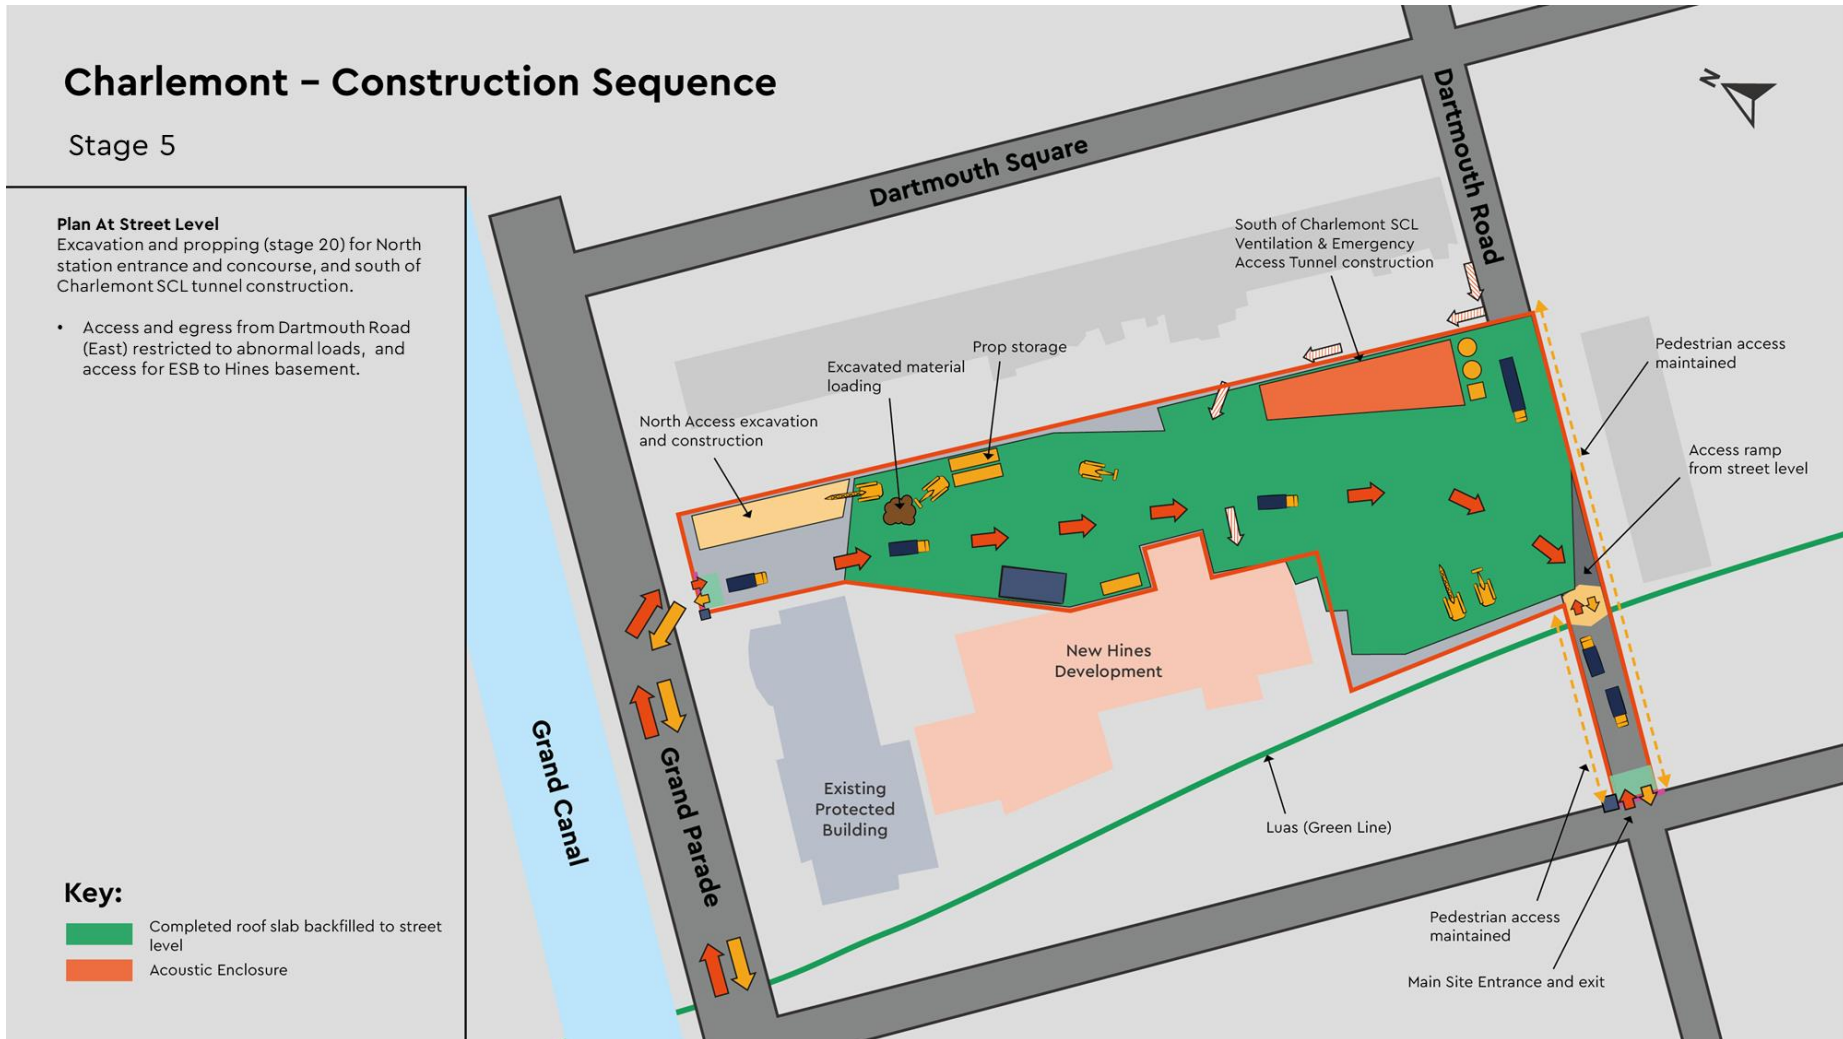 Charlemont – Construction Sequence
Stage 5
Plan At Street Level
Excavation and propping (stage 20) for North
station entrance and concourse, and south of
Charlemont SCL tunnel construction.
• Access and egress from Dartmouth Road
(East) restricted to abnormal loads, and
access for ESB to Hines basement.
Key:
Completed roof slab backfilled to street
level
Acoustic Enclosure
Dartmouth Square
Dartmouth Road
N
South of Charlemont SCL
Ventilation & Emergency
Access Tunnel construction
Prop storage
Excavated material
loading
North Access excavation
and construction
Pedestrian access
maintained
Access ramp
from street level
New Hines
Development
Existing
Protected
Building
Grand Canal
Grand Parade
Luas (Green Line)
Pedestrian access
maintained
Main Site Entrance and exit